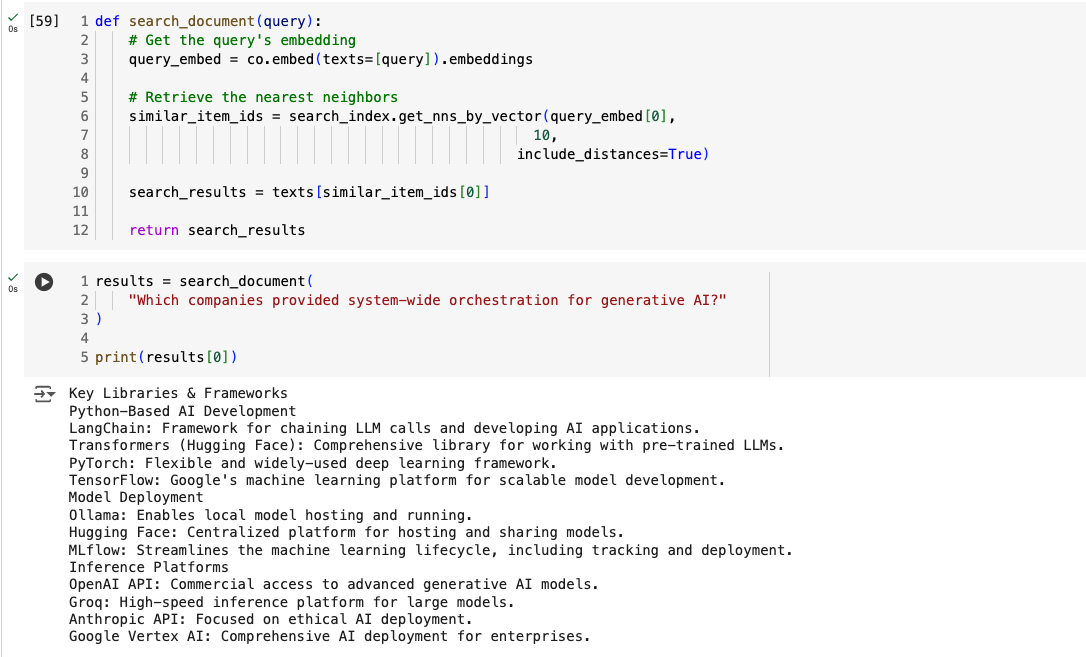 [59]
0s
1 def search_document(query):
2 # Get the query's embedding
3 query_embed = co.embed(texts=[query]).embeddings
4
5 # Retrieve the nearest neighbors
6 similar_item_ids = search_index.get_nns_by_vector(query_embed[0],
7 10,
8 include_distances=True)
9
10 search_results = texts[similar_item_ids[0]]
11
12 return search_results
0s
1 results = search_document(
2 "Which companies provided system-wide orchestration for generative AI?"
3 )
4
5 print(results[0])
Key Libraries & Frameworks
Python-Based AI Development
LangChain: Framework for chaining LLM calls and developing AI applications.
Transformers (Hugging Face): Comprehensive library for working with pre-trained LLMs.
PyTorch: Flexible and widely-used deep learning framework.
TensorFlow: Google's machine learning platform for scalable model development.
Model Deployment
Ollama: Enables local model hosting and running.
Hugging Face: Centralized platform for hosting and sharing models.
MLflow: Streamlines the machine learning lifecycle, including tracking and deployment.
Inference Platforms
OpenAI API: Commercial access to advanced generative AI models.
Groq: High-speed inference platform for large models.
Anthropic API: Focused on ethical AI deployment.
Google Vertex AI: Comprehensive AI deployment for enterprises.